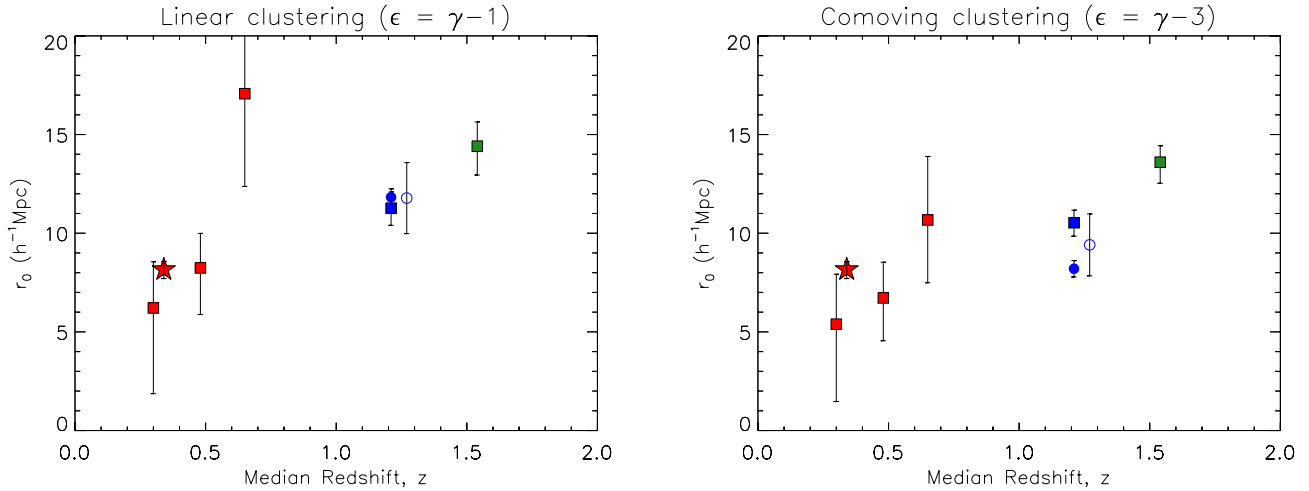 Linear clustering (ϵ = γ−1)
20
15
10
5
0
r₀ (h⁻¹Mpc)
0.0 0.5 1.0 1.5 2.0
Median Redshift, z
Comoving clustering (ϵ = γ−3)
20
15
10
5
0
r₀ (h⁻¹Mpc)
0.0 0.5 1.0 1.5 2.0
Median Redshift, z